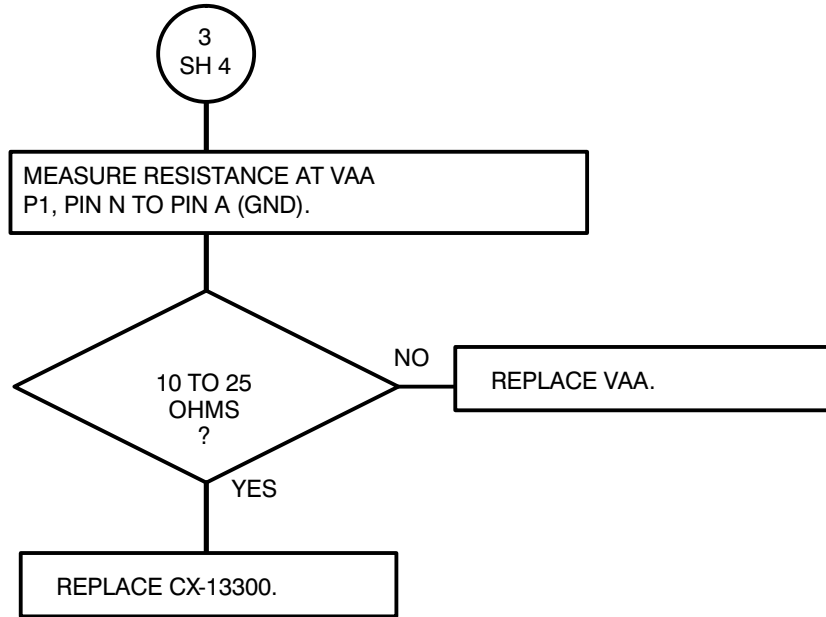 3
SH 4
MEASURE RESISTANCE AT VAA
P1, PIN N TO PIN A (GND).
10 TO 25
OHMS
?
NO
REPLACE VAA.
YES
REPLACE CX-13300.